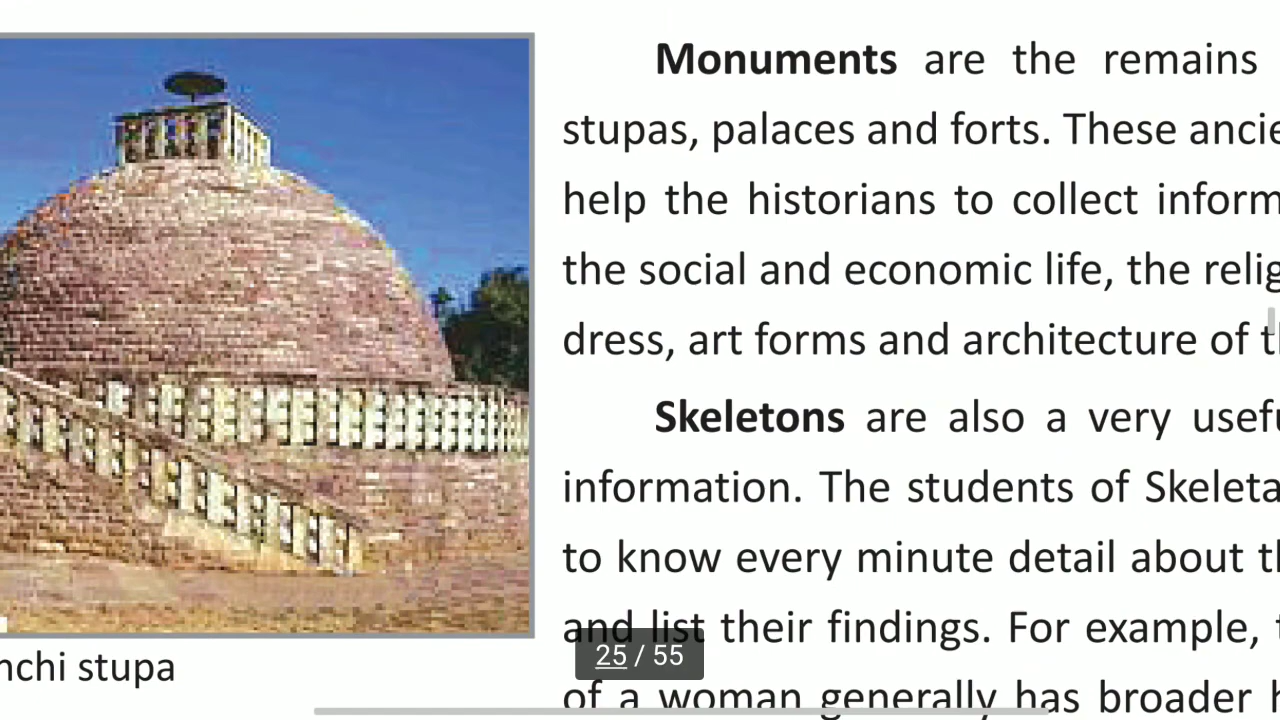 Monuments are the remains
stupas, palaces and forts. These ancie
help the historians to collect inform
the social and economic life, the relig
dress, art forms and architecture of t
Skeletons are also a very usefu
information. The students of Skeleta
to know every minute detail about th
and list their findings. For example,
of a woman generally has broader h
nchi stupa
25 / 55